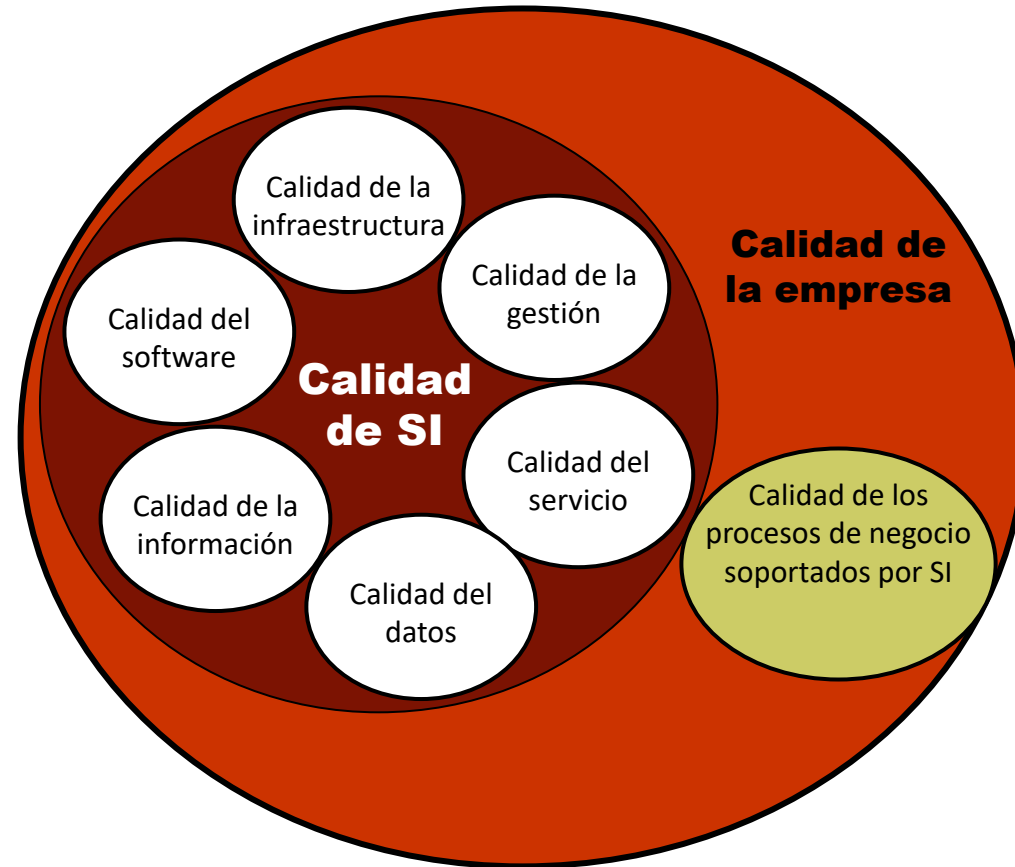 Calidad de la
infraestructura
Calidad de la
gestión
Calidad de
la empresa
Calidad del
software
Calidad
de SI
Calidad del
servicio
Calidad de los
procesos de negocio
soportados por SI
Calidad de la
información
Calidad del
datos